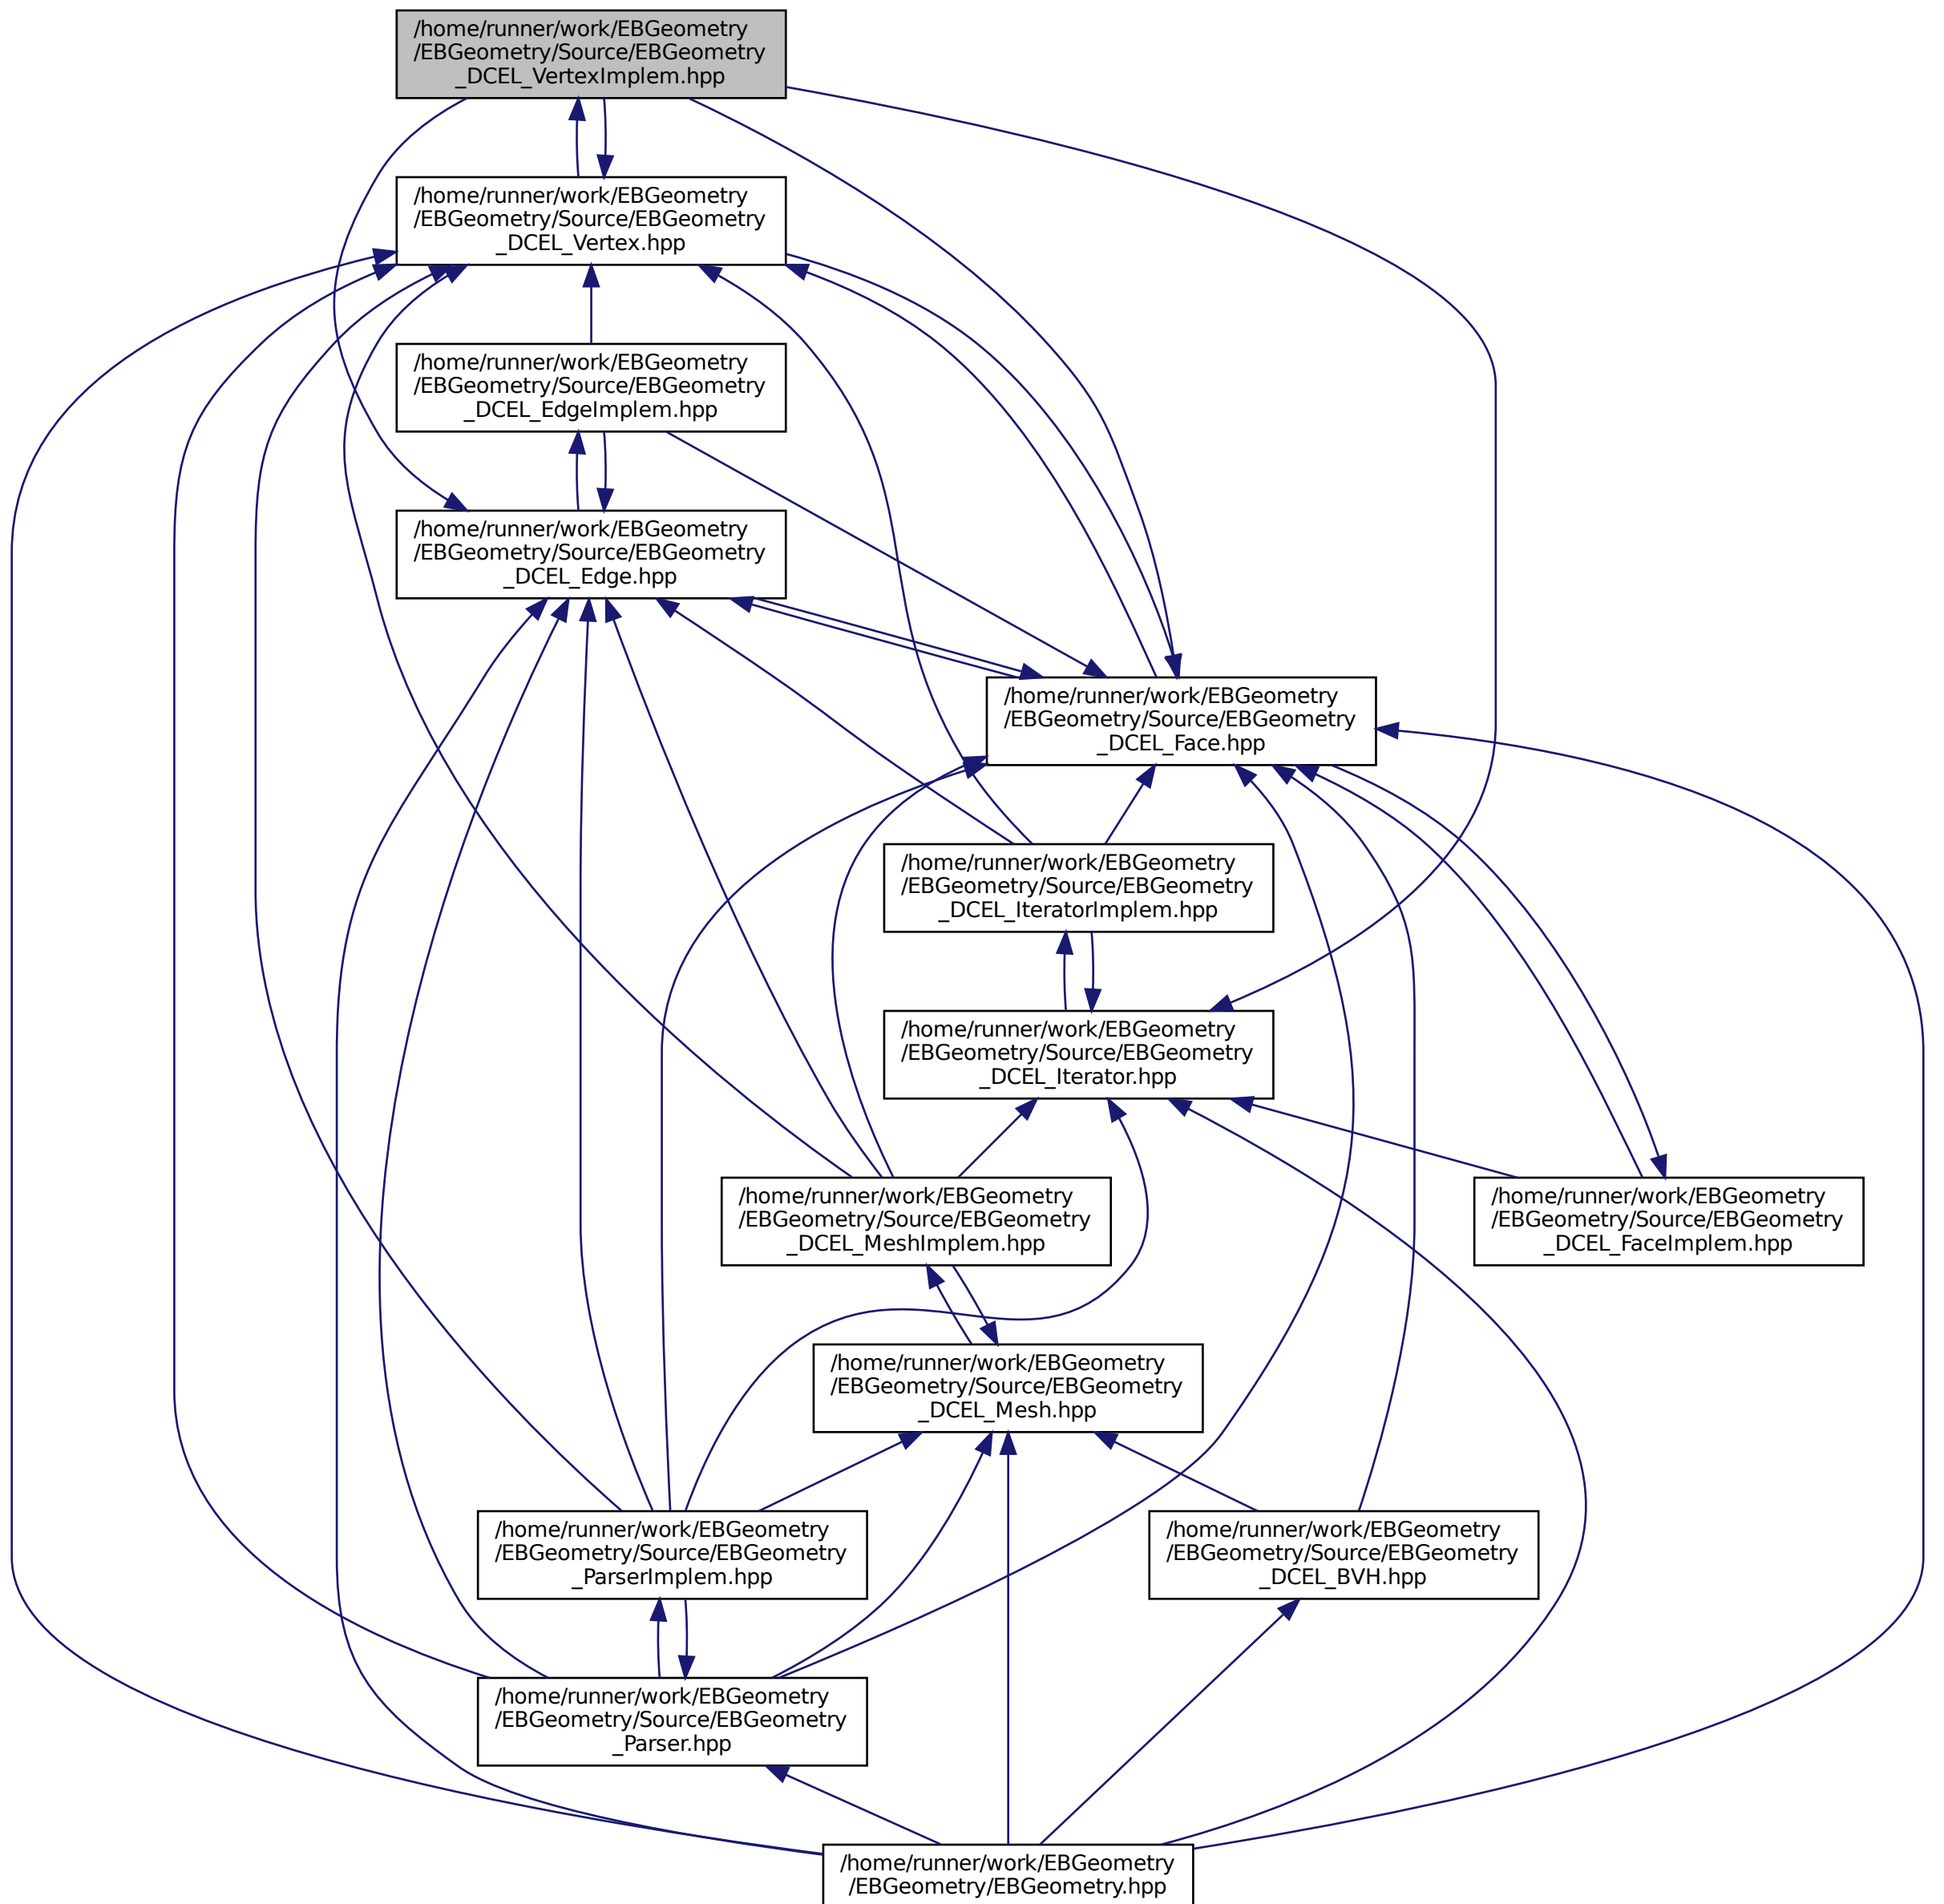 /home/runner/work/EBGeometry
/EBGeometry/Source/EBGeometry
_DCEL_VertexImplem.hpp
/home/runner/work/EBGeometry
/EBGeometry/Source/EBGeometry
_DCEL_Vertex.hpp
/home/runner/work/EBGeometry
/EBGeometry/Source/EBGeometry
_DCEL_EdgeImplem.hpp
/home/runner/work/EBGeometry
/EBGeometry/Source/EBGeometry
_DCEL_Edge.hpp
/home/runner/work/EBGeometry
/EBGeometry/Source/EBGeometry
_DCEL_Face.hpp
/home/runner/work/EBGeometry
/EBGeometry/Source/EBGeometry
_DCEL_IteratorImplem.hpp
/home/runner/work/EBGeometry
/EBGeometry/Source/EBGeometry
_DCEL_Iterator.hpp
/home/runner/work/EBGeometry
/EBGeometry/Source/EBGeometry
_DCEL_MeshImplem.hpp
/home/runner/work/EBGeometry
/EBGeometry/Source/EBGeometry
_DCEL_FaceImplem.hpp
/home/runner/work/EBGeometry
/EBGeometry/Source/EBGeometry
_DCEL_Mesh.hpp
/home/runner/work/EBGeometry
/EBGeometry/Source/EBGeometry
_ParserImplem.hpp
/home/runner/work/EBGeometry
/EBGeometry/Source/EBGeometry
_DCEL_BVH.hpp
/home/runner/work/EBGeometry
/EBGeometry/Source/EBGeometry
_Parser.hpp
/home/runner/work/EBGeometry
/EBGeometry/EBGeometry.hpp